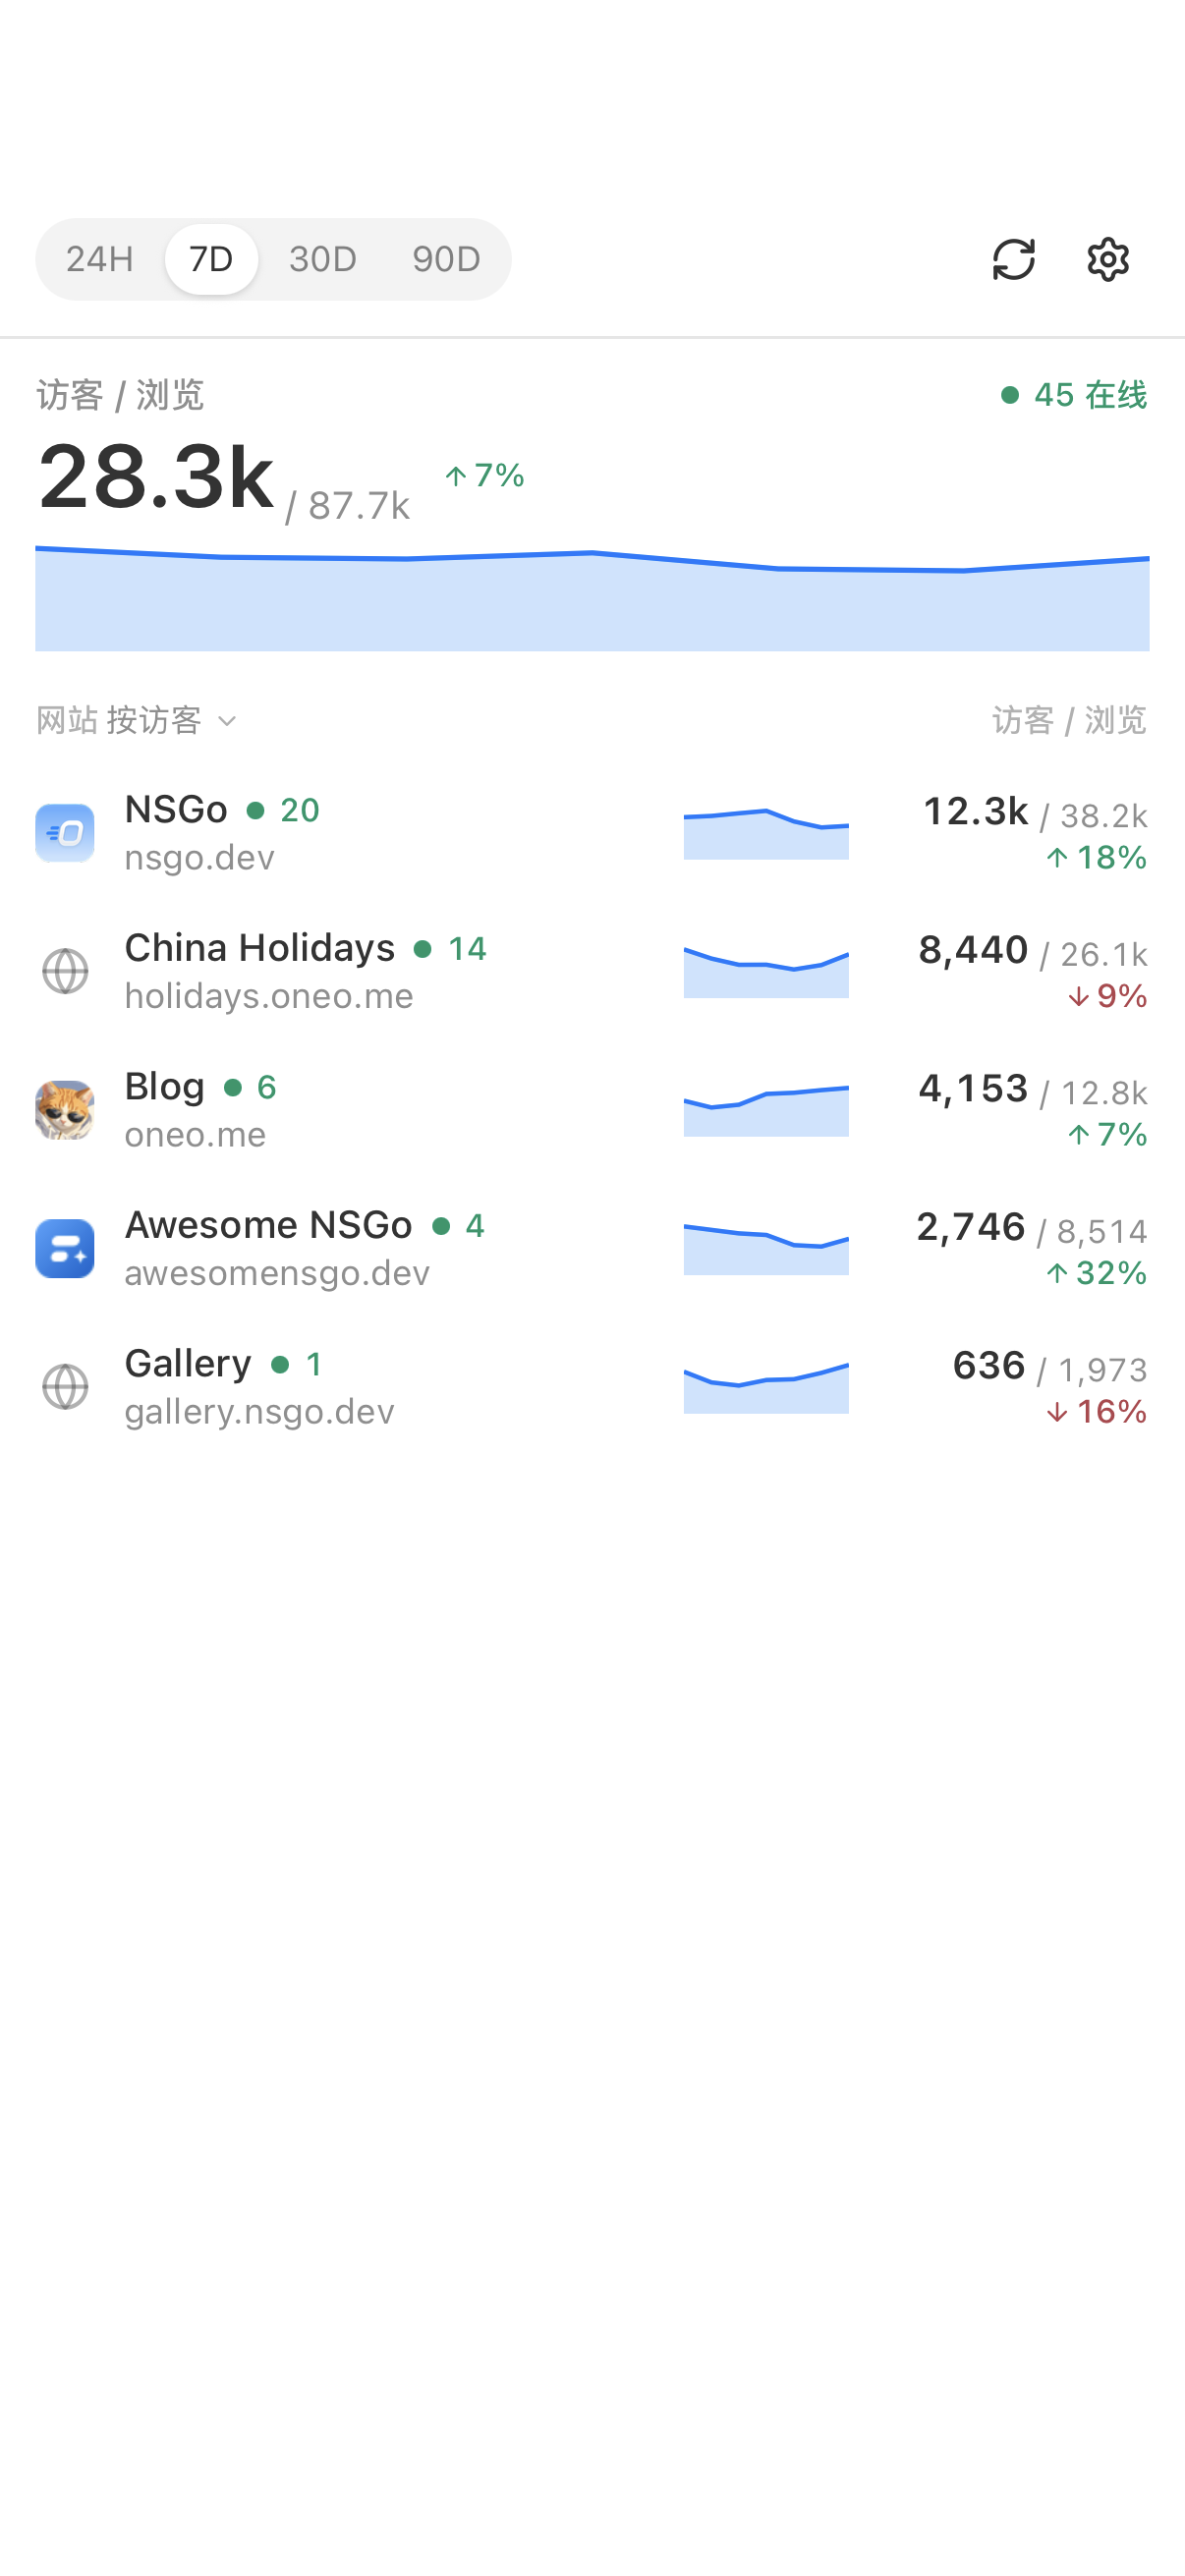 24H 7D 30D 90D
访客 / 浏览
45 在线
28.3k / 87.7k ↑ 7%
网站 按访客
访客 / 浏览
NSGo 20
nsgo.dev
12.3k / 38.2k
↑ 18%
China Holidays 14
holidays.oneo.me
8,440 / 26.1k
↓ 9%
Blog 6
oneo.me
4,153 / 12.8k
↑ 7%
Awesome NSGo 4
awesomensgo.dev
2,746 / 8,514
↑ 32%
Gallery 1
gallery.nsgo.dev
636 / 1,973
↓ 16%